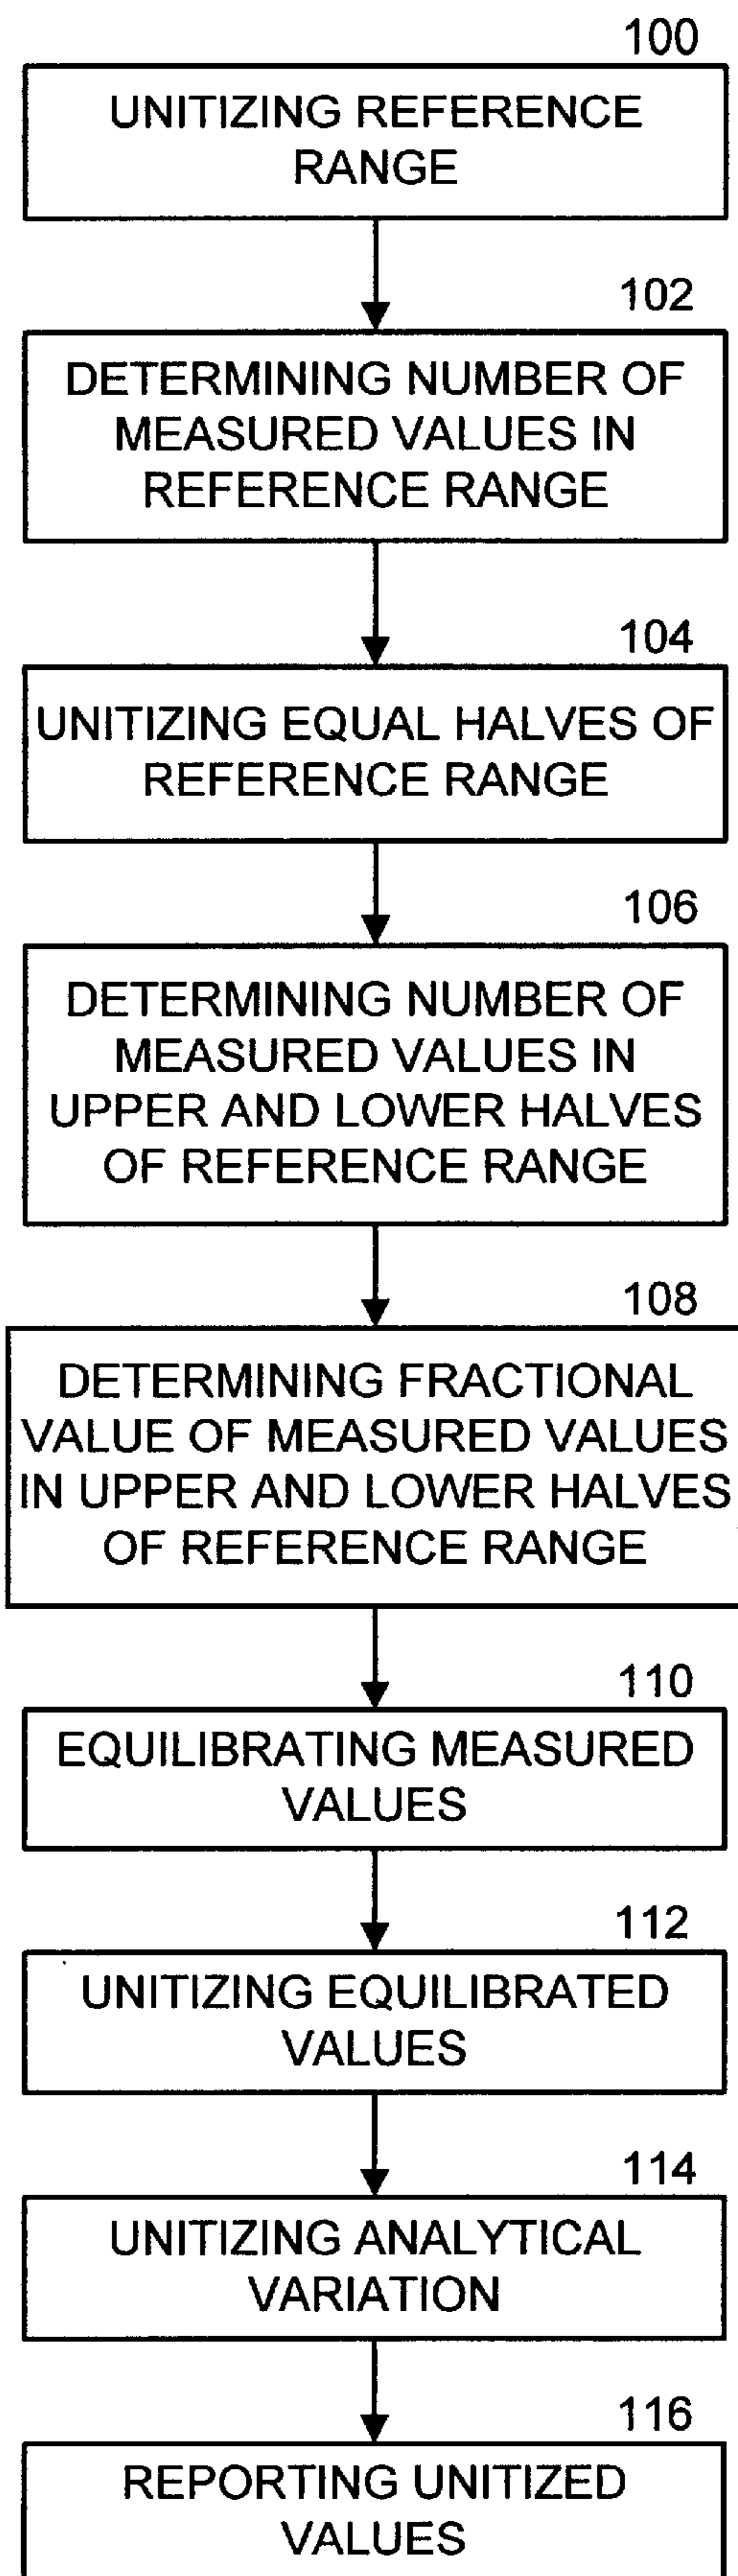 100
UNITIZING REFERENCE
RANGE
102
DETERMINING NUMBER OF
MEASURED VALUES IN
REFERENCE RANGE
104
UNITIZING EQUAL HALVES OF
REFERENCE RANGE
106
DETERMINING NUMBER OF
MEASURED VALUES IN
UPPER AND LOWER HALVES
OF REFERENCE RANGE
108
DETERMINING FRACTIONAL
VALUE OF MEASURED VALUES
IN UPPER AND LOWER HALVES
OF REFERENCE RANGE
110
EQUILIBRATING MEASURED
VALUES
112
UNITIZING EQUILIBRATED
VALUES
114
UNITIZING ANALYTICAL
VARIATION
116
REPORTING UNITIZED
VALUES